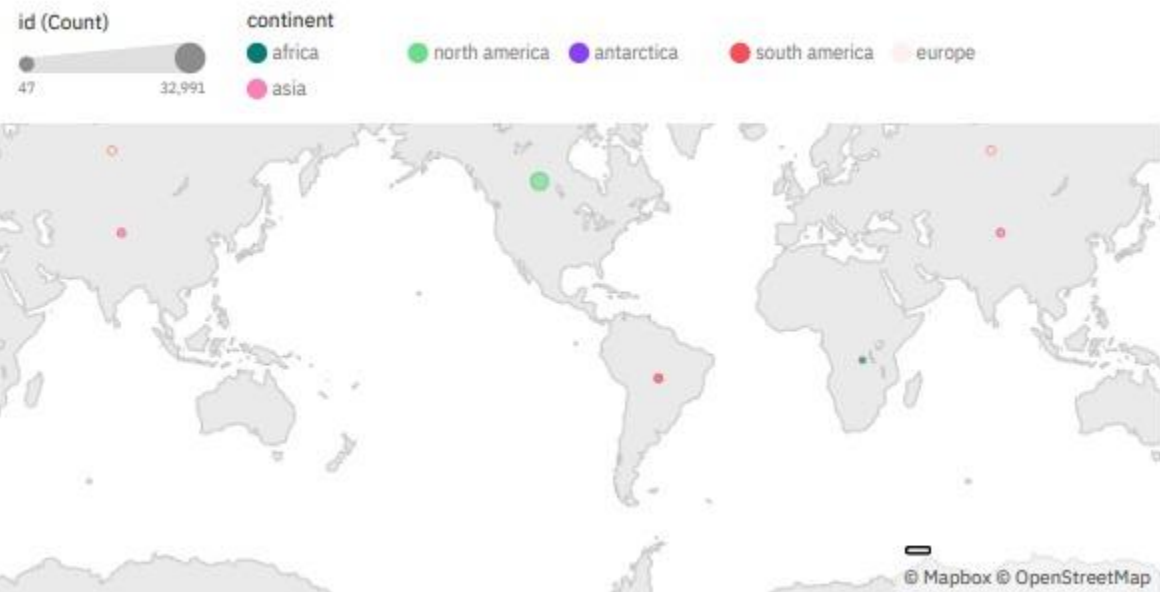 id (Count)
47
32,991
continent
africa
north america
antarctica
south america
europe
asia
© Mapbox © OpenStreetMap